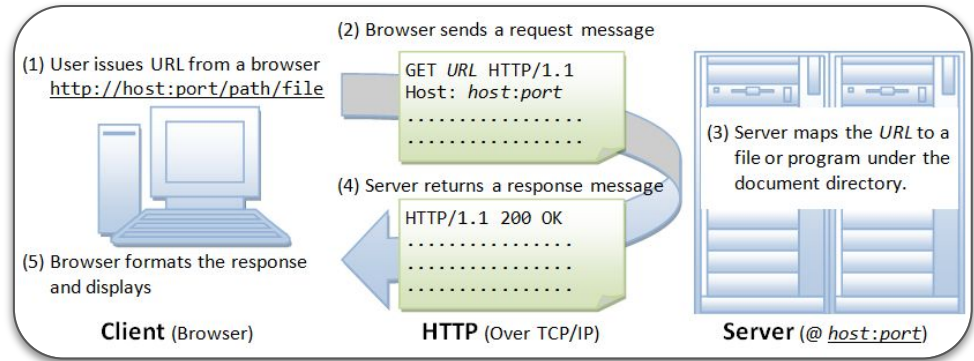 (1) User issues URL from a browser
http://host:port/path/file
(2) Browser sends a request message
GET URL HTTP/1.1
Host: host:port
. . . . . . . . . . . . . . . .
. . . . . . . . . . . . . . . .
(3) Server maps the URL to a
file or program under the
document directory.
(4) Server returns a response message
HTTP/1.1 200 OK
. . . . . . . . . . . . . . .
. . . . . . . . . . . . . . .
. . . . . . . . . . . . . . .
(5) Browser formats the response
and displays
Client (Browser)
HTTP (Over TCP/IP)
Server (@ host:port)